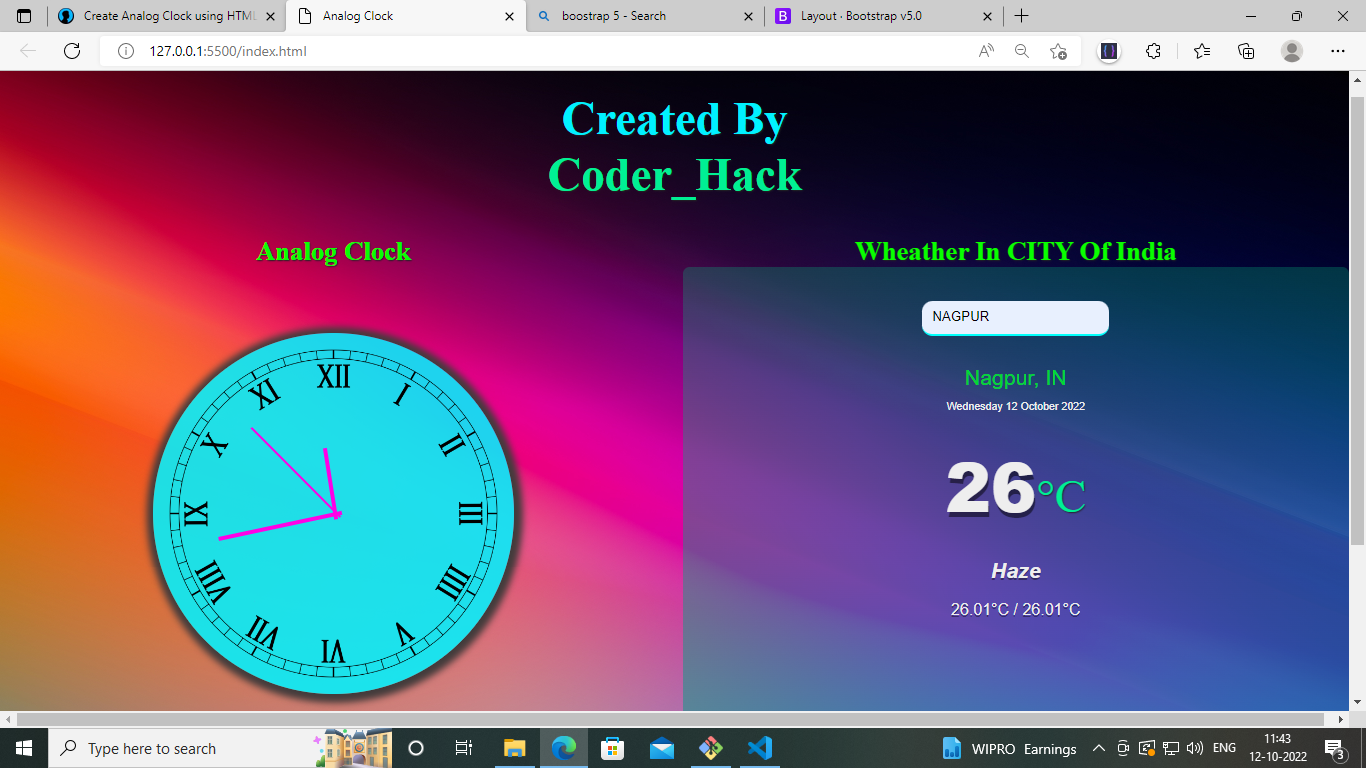 Create Analog Clock using HTML
Analog Clock
boostrap 5 - Search
Layout · Bootstrap v5.0
127.0.0.1:5500/index.html
Created By
Coder_Hack
Analog Clock
Wheather In CITY Of India
XII
I
II
III
IIII
V
VI
VII
VIII
IX
X
XI
NAGPUR
Nagpur, IN
Wednesday 12 October 2022
26°C
Haze
26.01°C / 26.01°C
Type here to search
WIPRO Earnings
ENG
11:43
12-10-2022
3